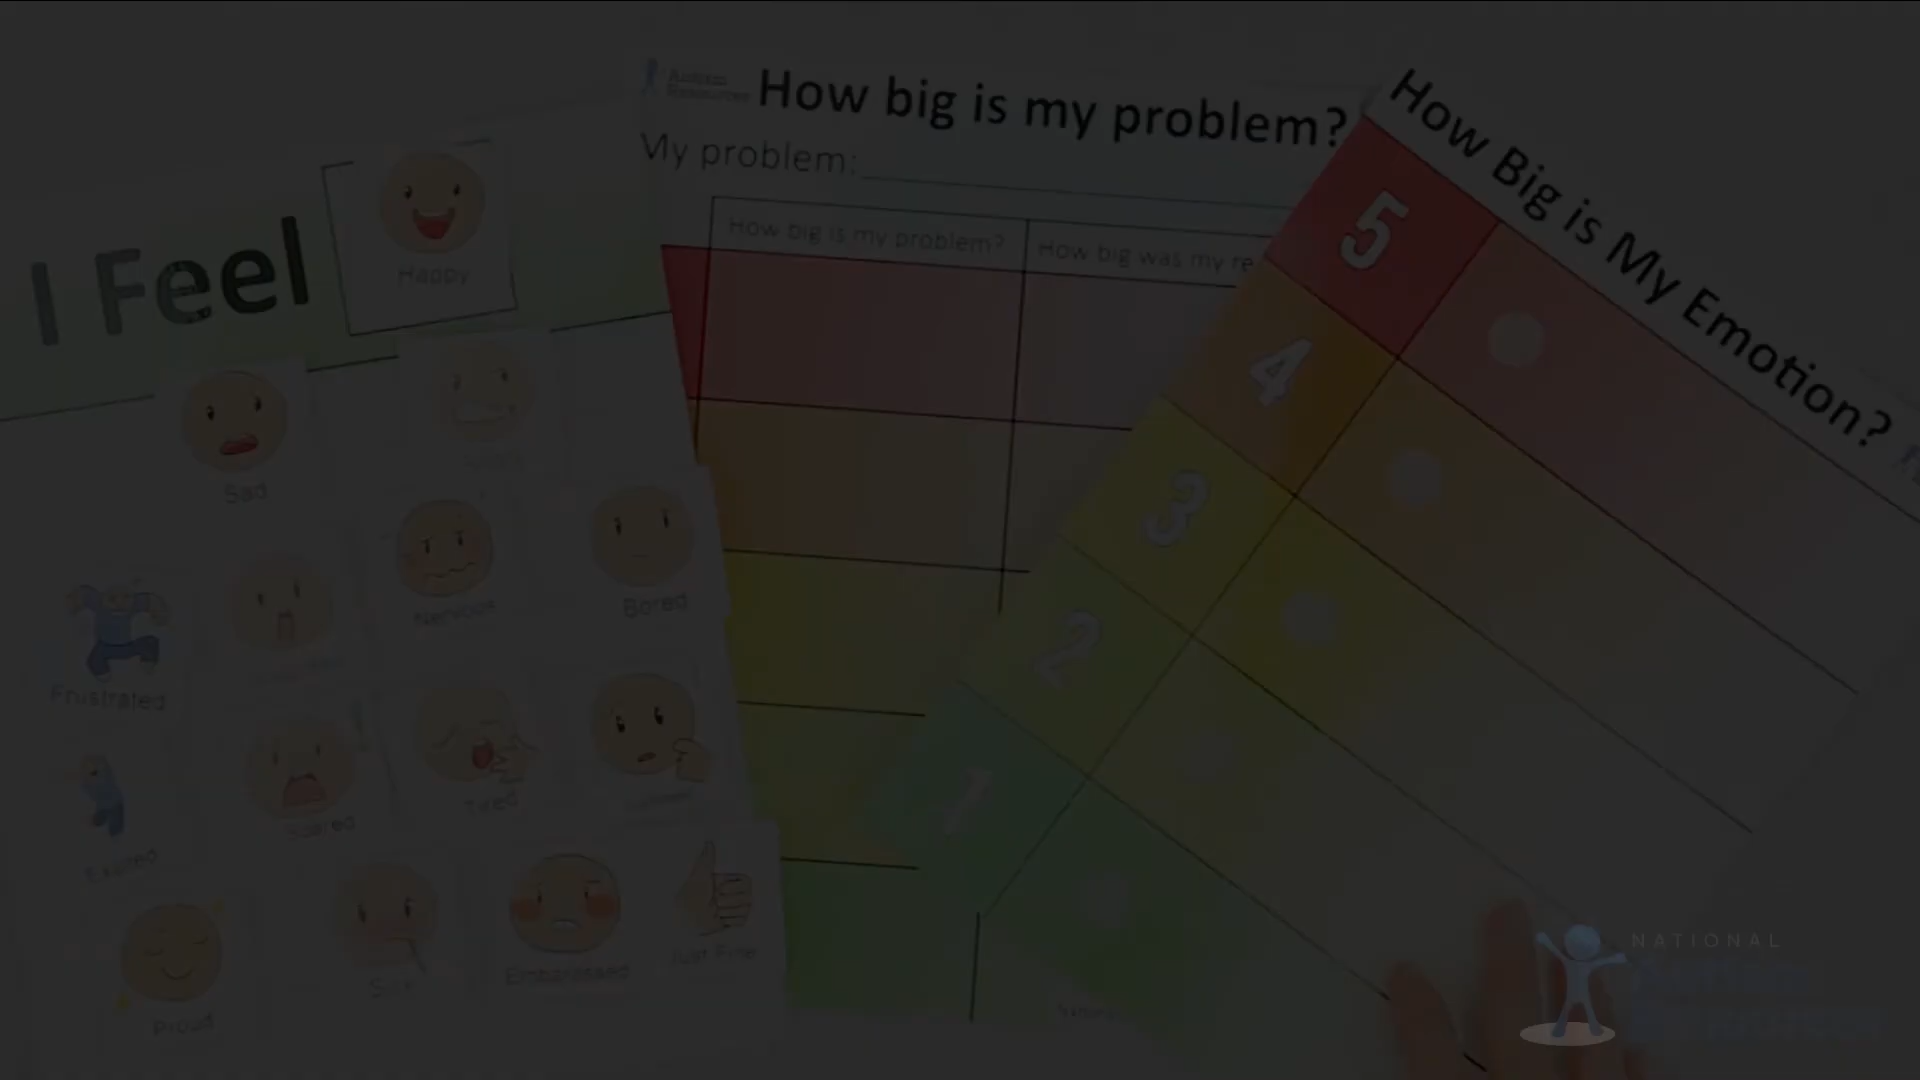 I Feel
Happy
Sad
Nervous
Bored
Frustrated
Scared
Tired
Excited
Sick
Embarrassed
Just Fine
Proud
Autism
Resources
How big is my problem?
My problem:
How big is my problem?
How big was my re
How Big is My Emotion?
5
4
3
2
1
NATIONAL